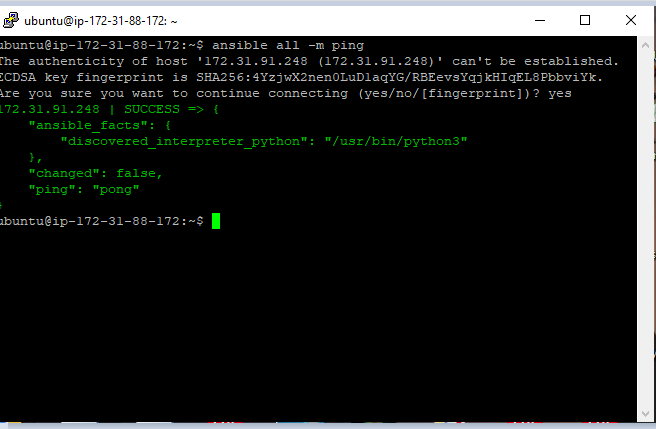 ubuntu@ip-172-31-88-172: ~
ubuntu@ip-172-31-88-172:~$ ansible all -m ping
The authenticity of host '172.31.91.248 (172.31.91.248)' can't be established.
ECDSA key fingerprint is SHA256:4YzjwX2nen0LuDlaqYG/RBEevsYqjkHIqEL8PbbviYk.
Are you sure you want to continue connecting (yes/no/[fingerprint])? yes
172.31.91.248 | SUCCESS => {
    "ansible_facts": {
        "discovered_interpreter_python": "/usr/bin/python3"
    },
    "changed": false,
    "ping": "pong"
}
ubuntu@ip-172-31-88-172:~$